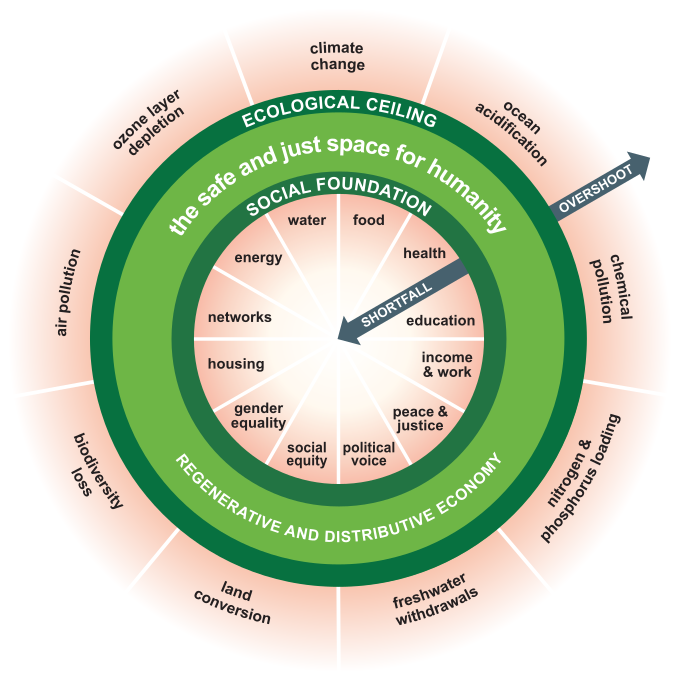 climate
change
ocean
acidification
chemical
pollution
nitrogen &
phosphorus loading
freshwater
withdrawals
land
conversion
biodiversity
loss
air pollution
ozone layer
depletion
OVERSHOOT
ECOLOGICAL CEILING
the safe and just space for humanity
SOCIAL FOUNDATION
water
food
energy
health
SHORTFALL
networks
education
housing
income
& work
gender
equality
peace &
justice
social
equity
political
voice
REGENERATIVE AND DISTRIBUTIVE ECONOMY